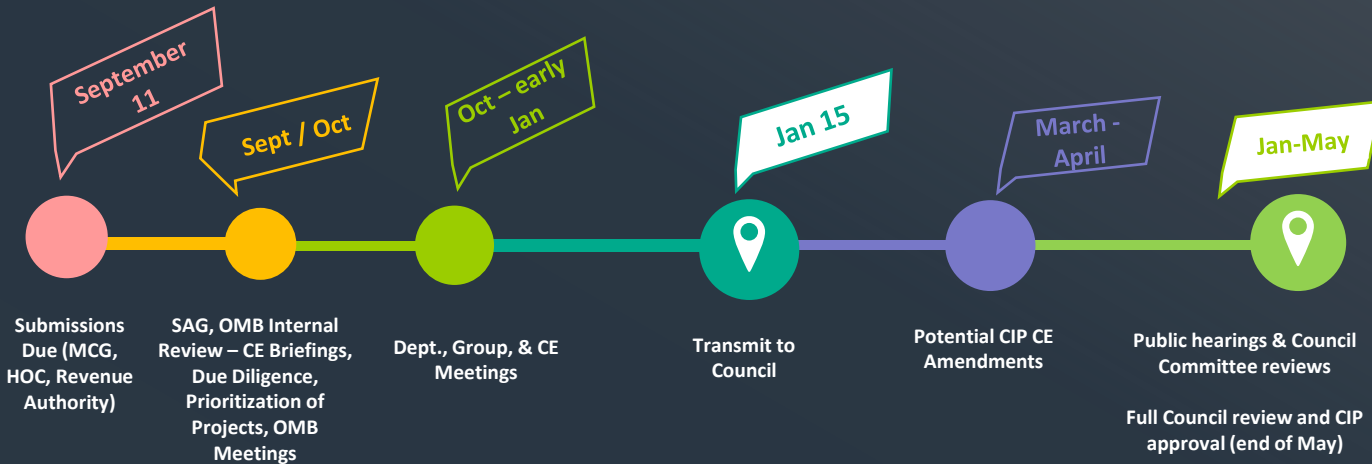 September
11
Sept / Oct
Oct – early
Jan
Jan 15
March -
April
Jan-May
Submissions
Due (MCG,
HOC, Revenue
Authority)
SAG, OMB Internal
Review – CE Briefings,
Due Diligence,
Prioritization of
Projects, OMB
Meetings
Dept., Group, & CE
Meetings
Transmit to
Council
Potential CIP CE
Amendments
Public hearings & Council
Committee reviews
Full Council review and CIP
approval (end of May)